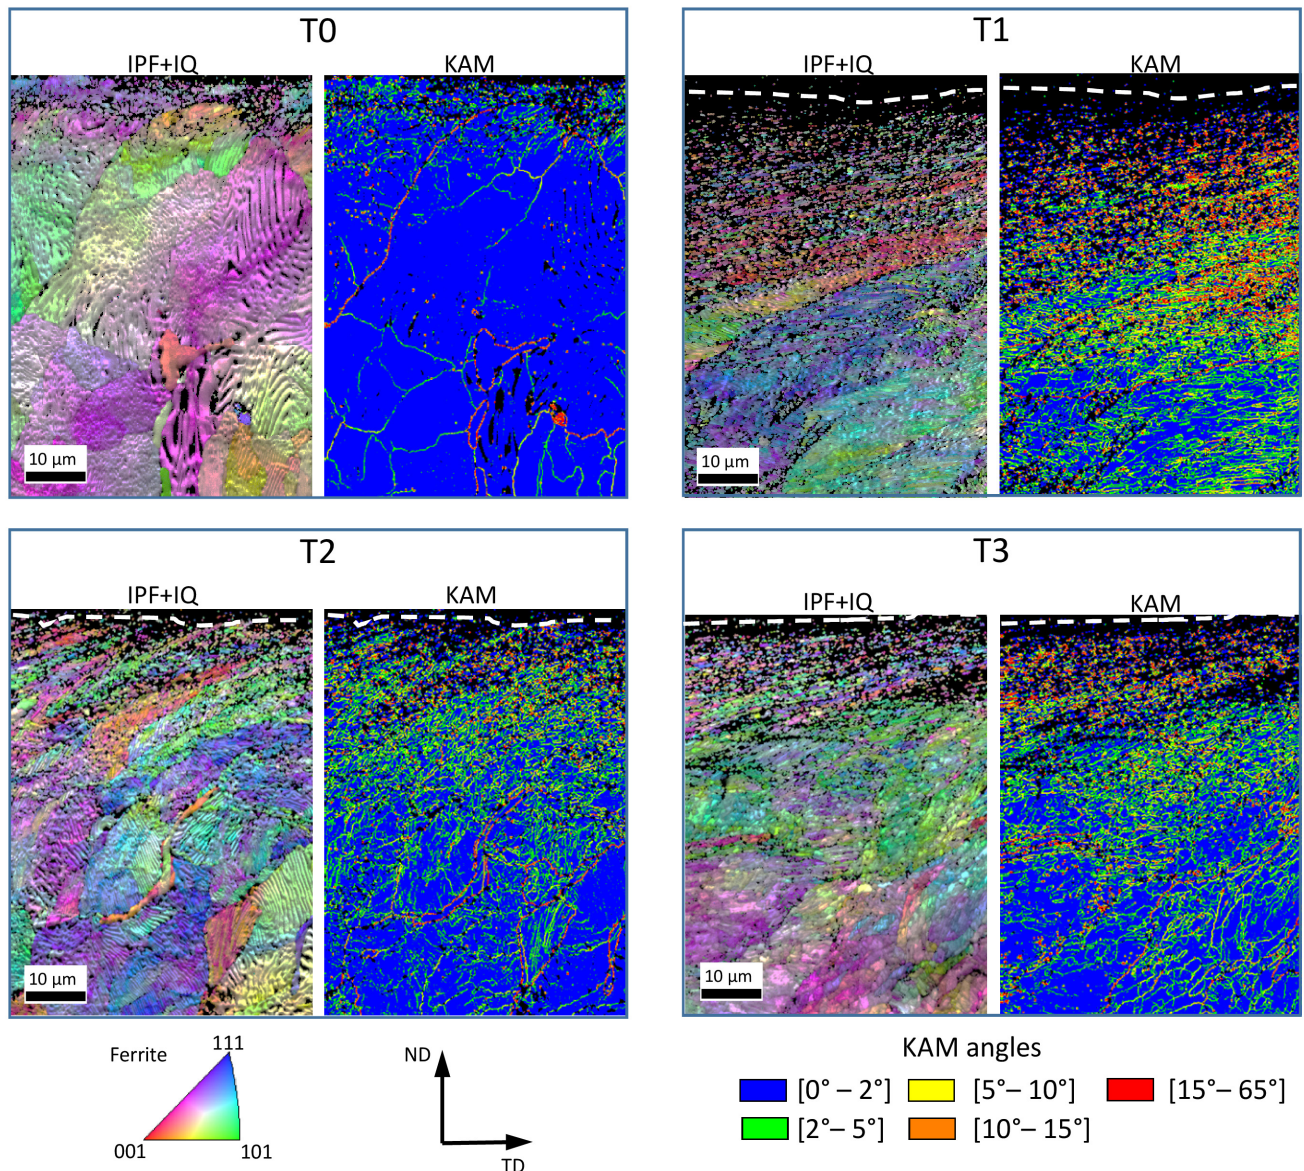 T0
IPF+IQ KAM
10 µm
T1
IPF+IQ KAM
10 µm
T2
IPF+IQ KAM
10 µm
T3
IPF+IQ KAM
10 µm
Ferrite
111
001
101
ND
TD
KAM angles
[0° – 2°] [5°– 10°] [15°– 65°]
[2°– 5°] [10°– 15°]